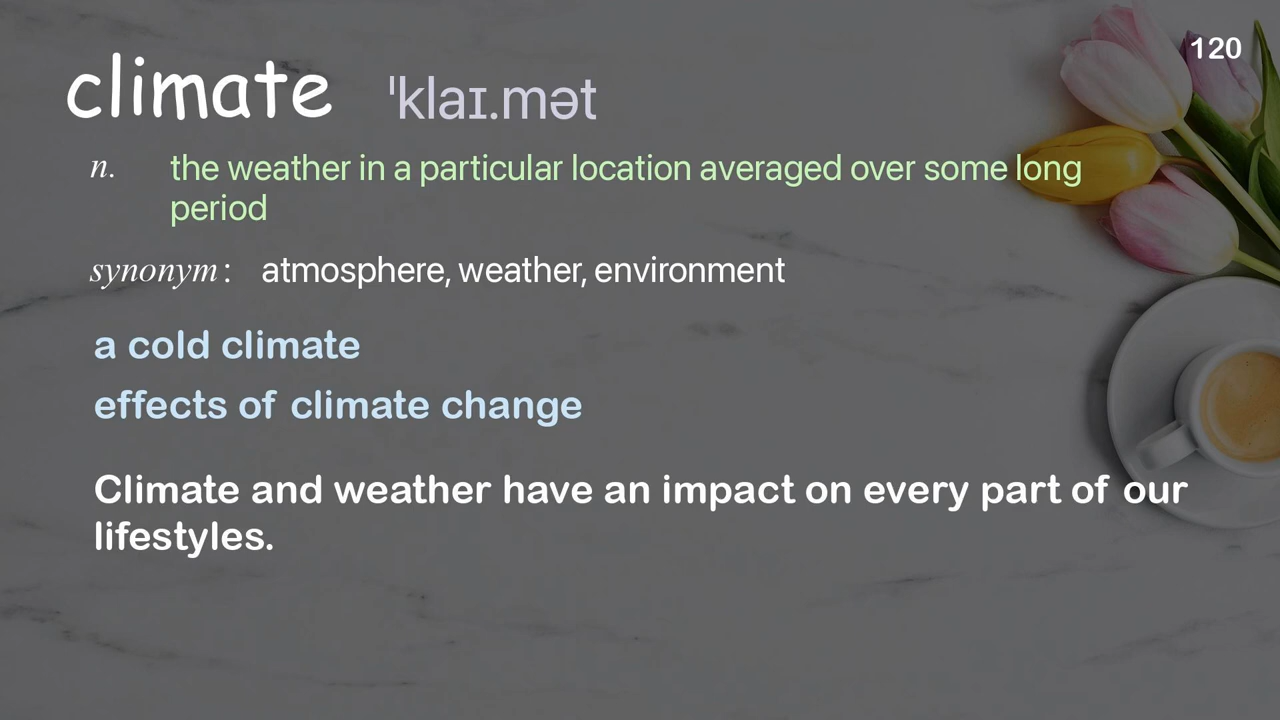 120
climate ˈklaɪ.mət
n. the weather in a particular location averaged over some long
period
synonym: atmosphere, weather, environment
a cold climate
effects of climate change
Climate and weather have an impact on every part of our
lifestyles.